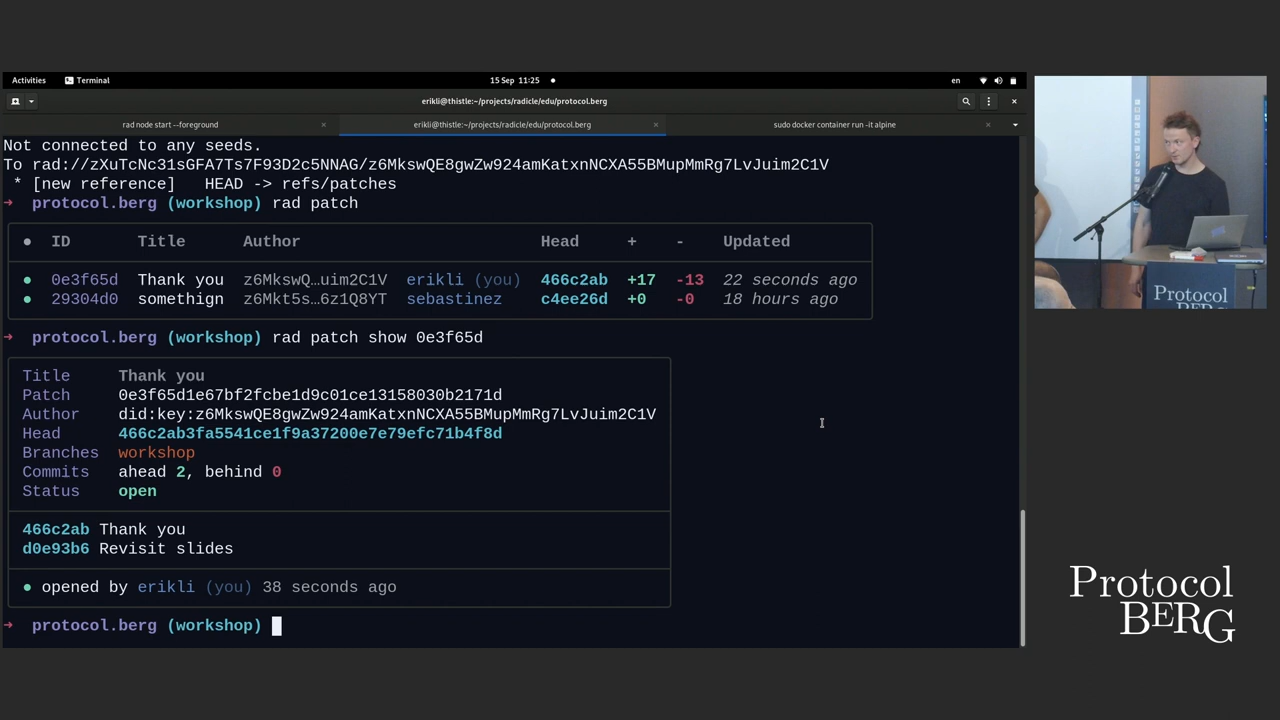 Activities Terminal 15 Sep 11:25 en
erikli@thistle:~/projects/radicle/edu/protocol.berg
rad node start --foreground erikli@thistle:~/projects/radicle/edu/protocol.berg sudo docker container run -it alpine
Not connected to any seeds.
To rad://zXuTcNc31sGFA7Ts7F93D2c5NNAG/z6MkswQE8gwZw924amKatxnNCXA55BMupMmRg7LvJuim2C1V
* [new reference] HEAD -> refs/patches
→ protocol.berg (workshop) rad patch
● ID Title Author Head + - Updated
● 0e3f65d Thank you z6MkswQ…uim2C1V erikli (you) 466c2ab +17 -13 22 seconds ago
● 29304d0 somethign z6Mkt5s…6z1Q8YT sebastinez c4ee26d +0 -0 18 hours ago
→ protocol.berg (workshop) rad patch show 0e3f65d
Title Thank you
Patch 0e3f65d1e67bf2fcbe1d9c01ce13158030b2171d
Author did:key:z6MkswQE8gwZw924amKatxnNCXA55BMupMmRg7LvJuim2C1V
Head 466c2ab3fa5541ce1f9a37200e7e79efc71b4f8d
Branches workshop
Commits ahead 2, behind 0
Status open
466c2ab Thank you
d0e93b6 Revisit slides
● opened by erikli (you) 38 seconds ago
→ protocol.berg (workshop)
Protocol
BERG
Protocol
BERG